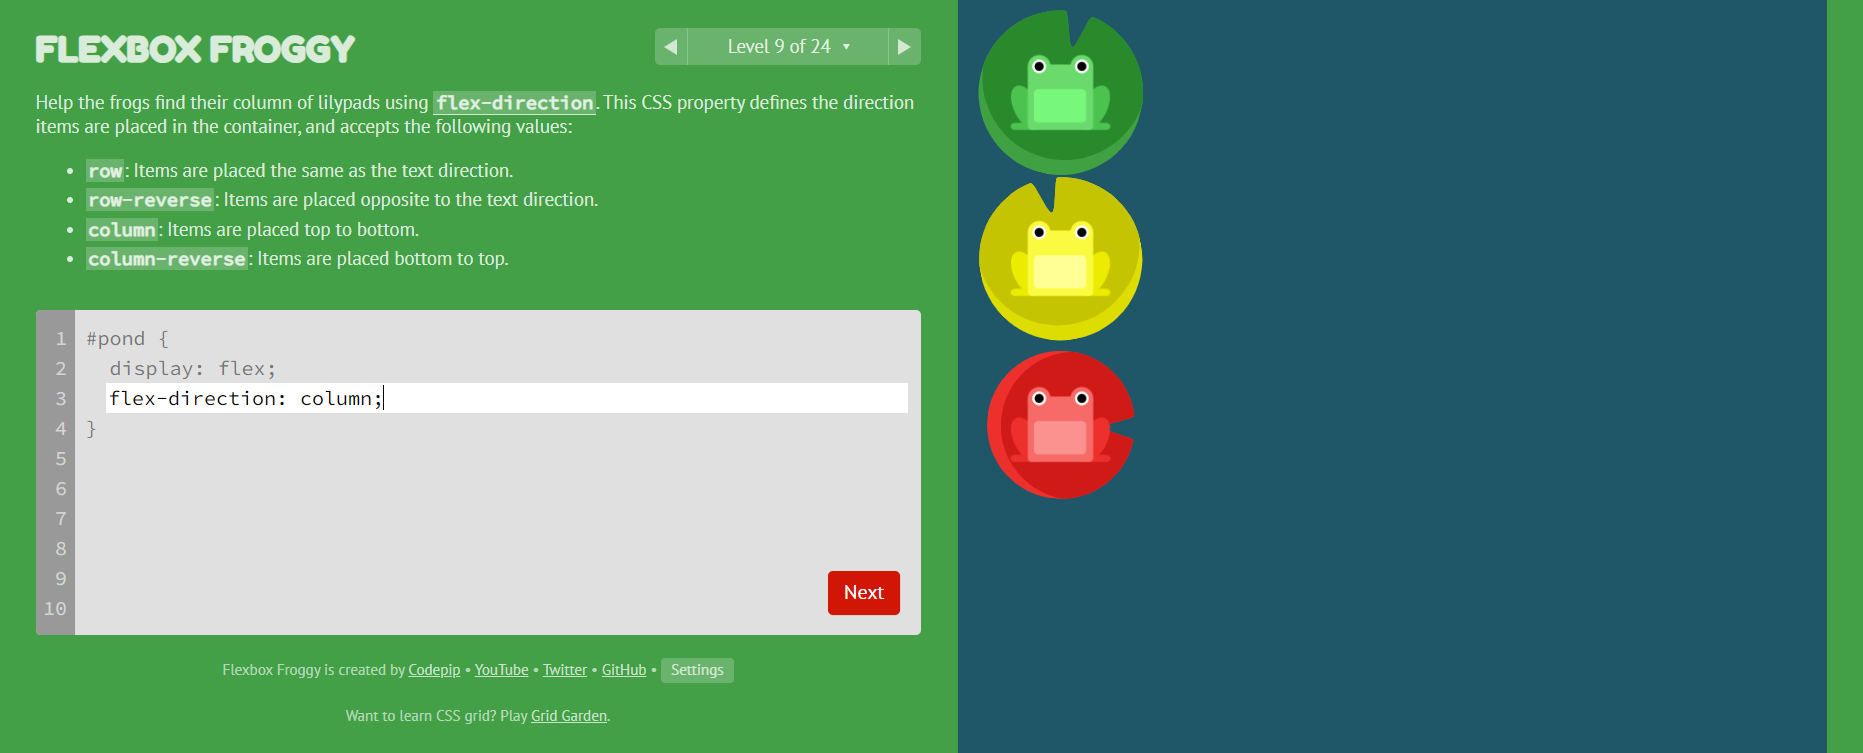 FLEXBOX FROGGY
Level 9 of 24
Help the frogs find their column of lilypads using flex-direction. This CSS property defines the direction
items are placed in the container, and accepts the following values:
• row: Items are placed the same as the text direction.
• row-reverse: Items are placed opposite to the text direction.
• column: Items are placed top to bottom.
• column-reverse: Items are placed bottom to top.
1 #pond {
2 display: flex;
3 flex-direction: column;
4 }
5
6
7
8
9
10
Next
Flexbox Froggy is created by Codepip • YouTube • Twitter • GitHub • Settings
Want to learn CSS grid? Play Grid Garden.